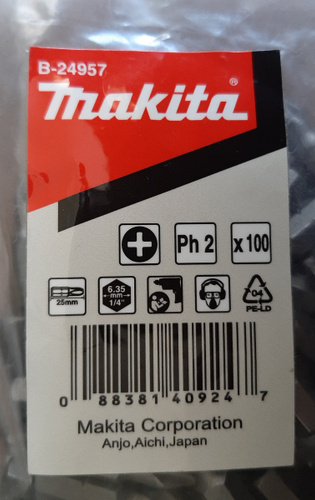 B-24957
makita®
Ph 2
x 100
25mm
6.35
mm
1/4"
04
PE-LD
0 88381 40924 7
Makita Corporation
Anjo,Aichi,Japan